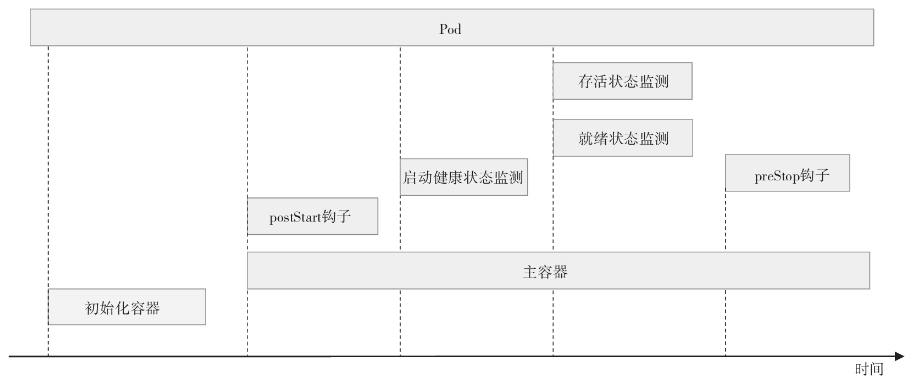 Pod
存活状态监测
就绪状态监测
启动健康状态监测
preStop钩子
postStart钩子
主容器
初始化容器
时间